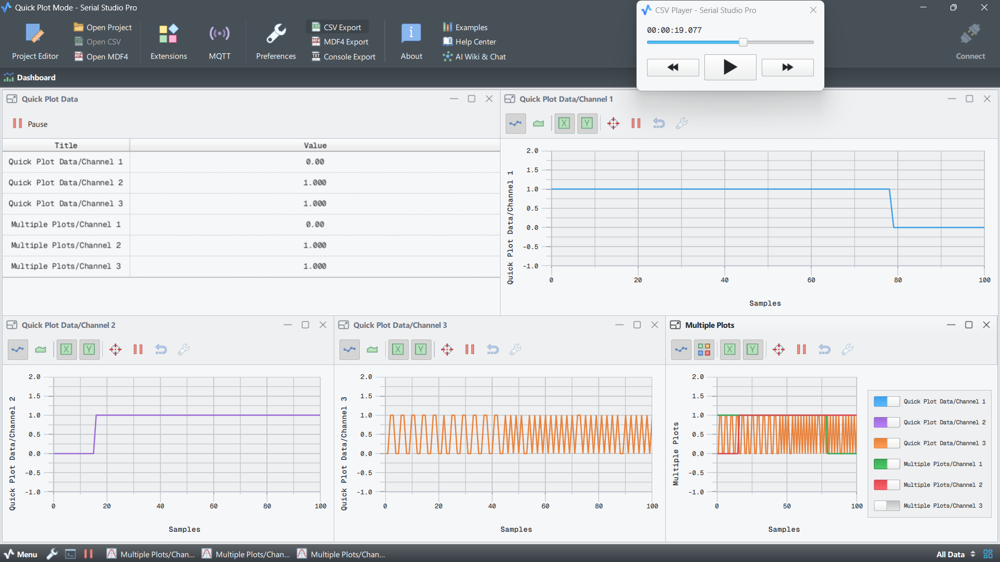 Quick Plot Mode - Serial Studio Pro
Project Editor
Open Project
Open CSV
Open MDF4
Extensions
MQTT
Preferences
CSV Export
MDF4 Export
Console Export
About
Examples
Help Center
AI Wiki & Chat
CSV Player - Serial Studio Pro
00:00:19.077
Connect
Dashboard
Quick Plot Data
Pause
Title Value
Quick Plot Data/Channel 1 0.00
Quick Plot Data/Channel 2 1.000
Quick Plot Data/Channel 3 1.000
Multiple Plots/Channel 1 0.00
Multiple Plots/Channel 2 1.000
Multiple Plots/Channel 3 1.000
Quick Plot Data/Channel 1
X Y
Quick Plot Data/Channel 1
2.0
1.5
1.0
0.5
0.0
-0.5
-1.0
0 20 40 60 80 100
Samples
Quick Plot Data/Channel 2
X Y
Quick Plot Data/Channel 2
2.0
1.5
1.0
0.5
0.0
-0.5
-1.0
0 20 40 60 80 100
Samples
Quick Plot Data/Channel 3
X Y
Quick Plot Data/Channel 3
2.0
1.5
1.0
0.5
0.0
-0.5
-1.0
0 20 40 60 80 100
Samples
Multiple Plots
X Y
Multiple Plots
2.0
1.5
1.0
0.5
0.0
-0.5
-1.0
0 50 100
Samples
Quick Plot Data/Channel 1
Quick Plot Data/Channel 2
Quick Plot Data/Channel 3
Multiple Plots/Channel 1
Multiple Plots/Channel 2
Multiple Plots/Channel 3
Menu
Multiple Plots/Chan...
Multiple Plots/Chan...
Multiple Plots/Chan...
All Data